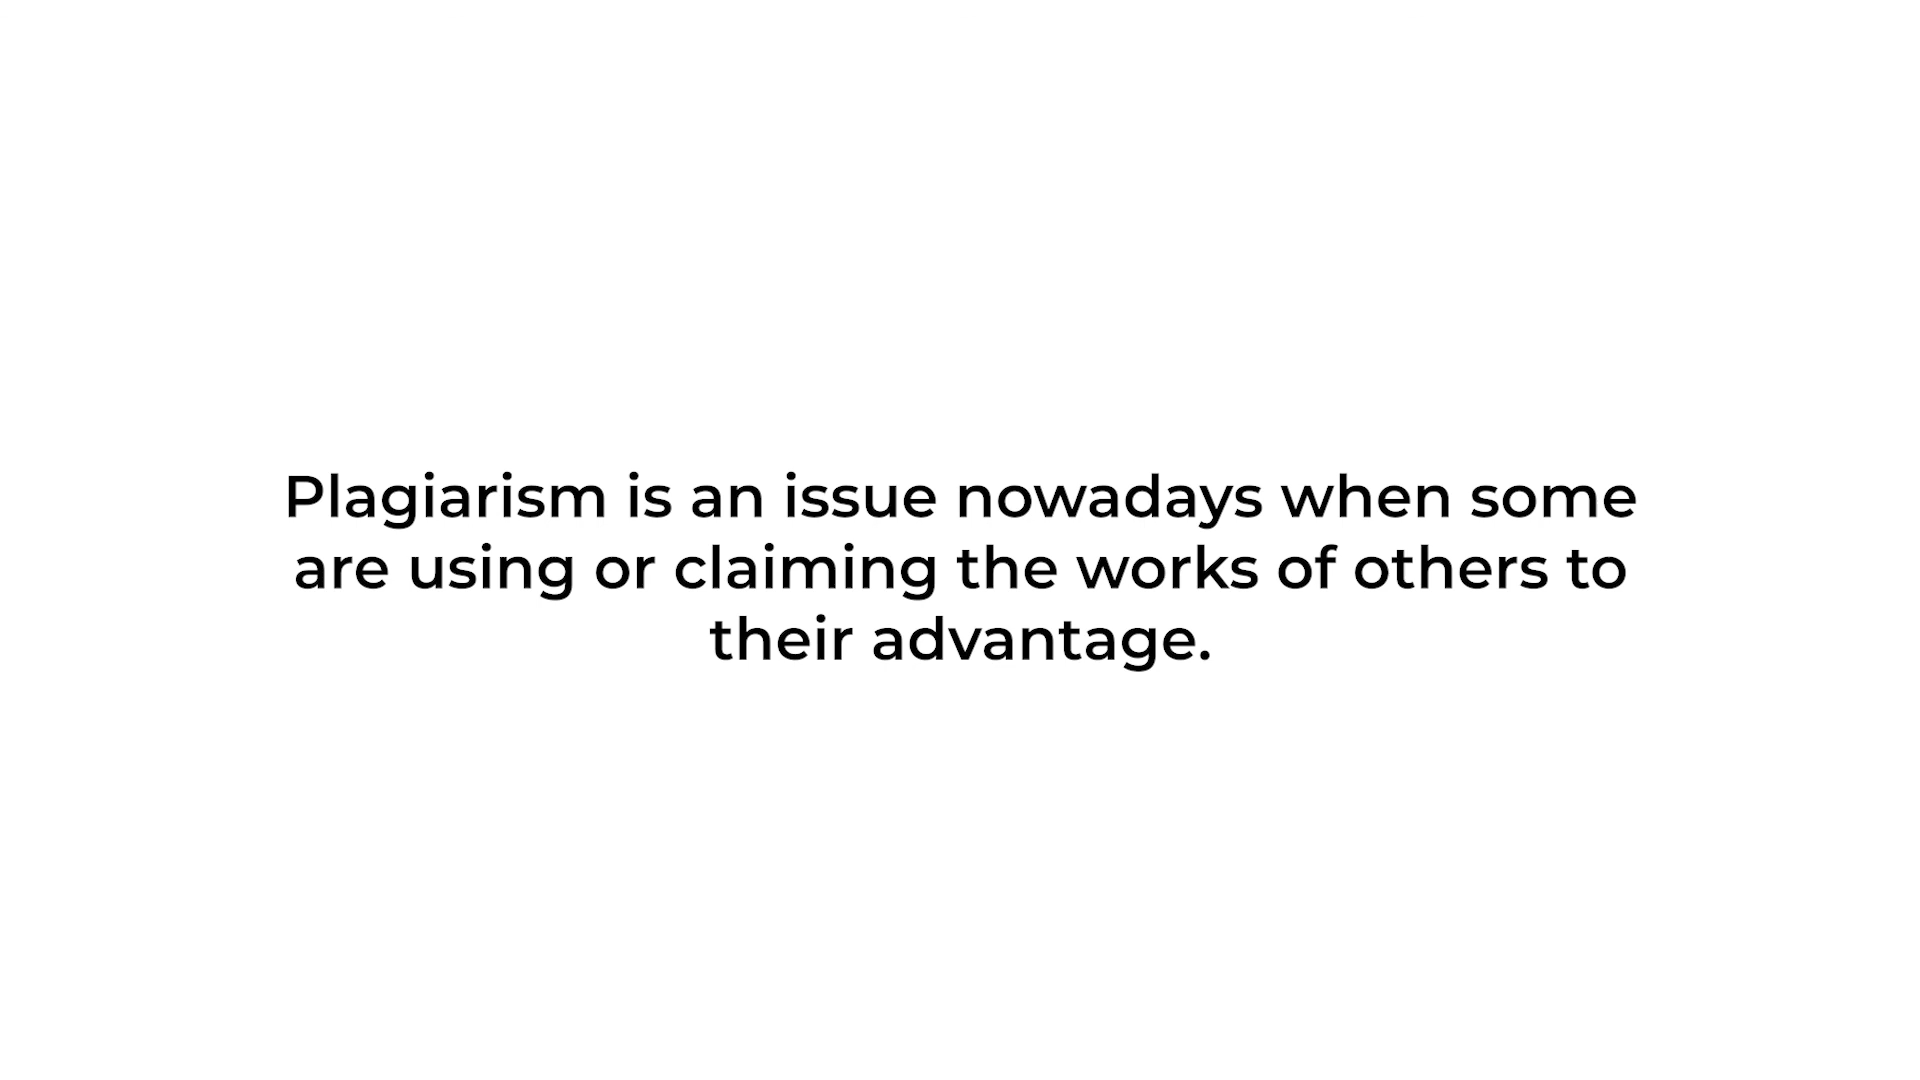 Plagiarism is an issue nowadays when some
are using or claiming the works of others to
their advantage.